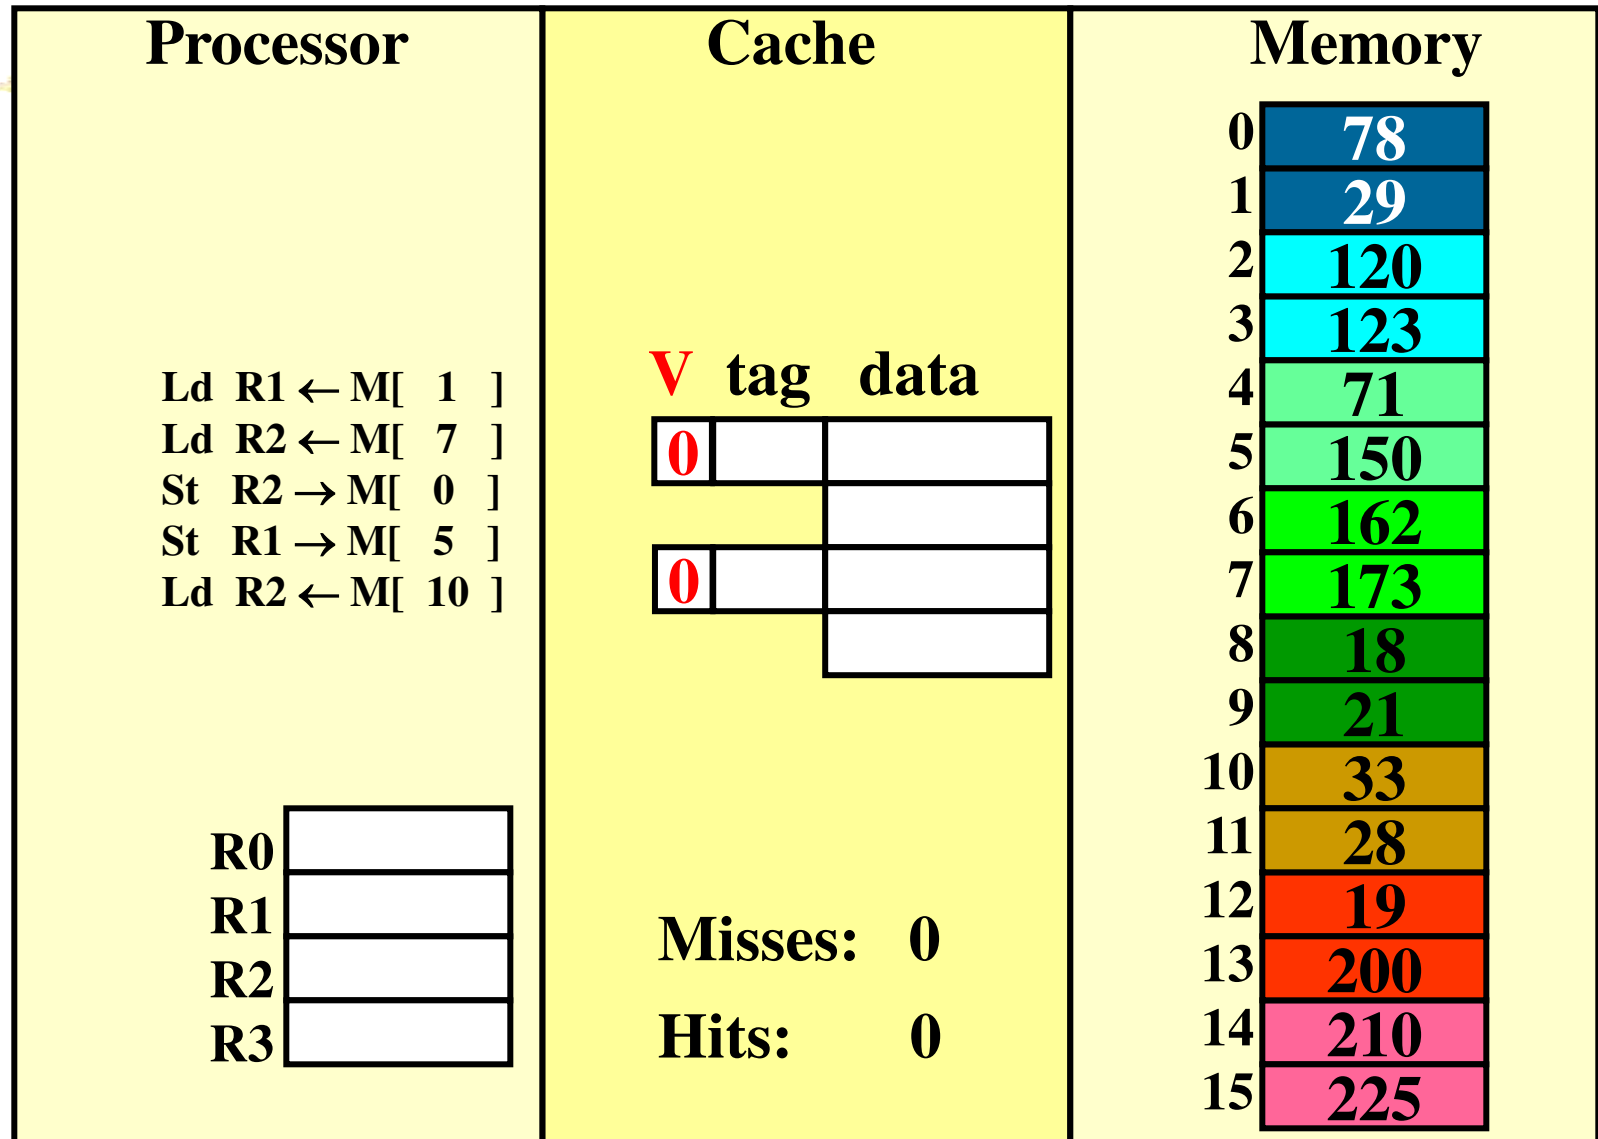 Processor
Ld R1 ← M[ 1 ]
Ld R2 ← M[ 7 ]
St R2 → M[ 0 ]
St R1 → M[ 5 ]
Ld R2 ← M[ 10 ]
R0
R1
R2
R3
Cache
V tag data
0
0
Misses: 0
Hits: 0
Memory
0 78
1 29
2 120
3 123
4 71
5 150
6 162
7 173
8 18
9 21
10 33
11 28
12 19
13 200
14 210
15 225